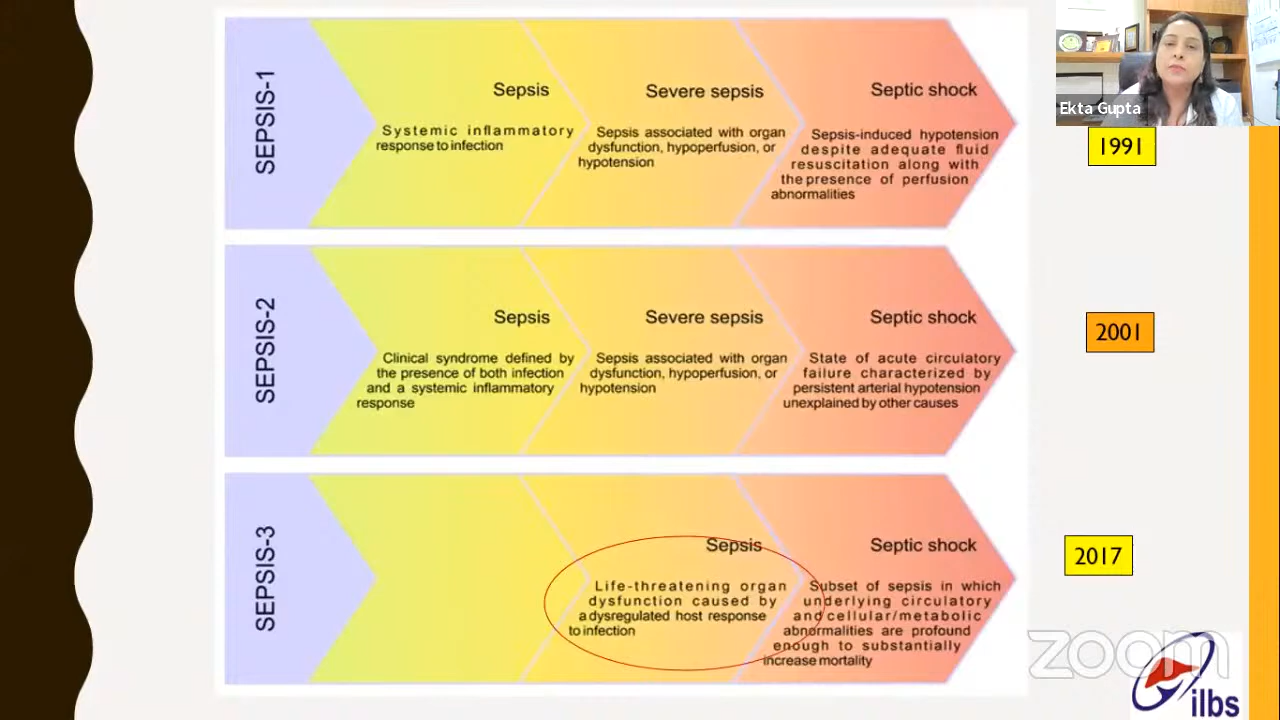 Ekta Gupta
SEPSIS-1
Sepsis
Systemic inflammatory
response to infection
Severe sepsis
Sepsis associated with organ
dysfunction, hypoperfusion, or
hypotension
Septic shock
Sepsis-induced hypotension
despite adequate fluid
resuscitation along with
the presence of perfusion
abnormalities
1991
SEPSIS-2
Sepsis
Clinical syndrome defined by
the presence of both infection
and a systemic inflammatory
response
Severe sepsis
Sepsis associated with organ
dysfunction, hypoperfusion, or
hypotension
Septic shock
State of acute circulatory
failure characterized by
persistent arterial hypotension
unexplained by other causes
2001
SEPSIS-3
Sepsis
Life-threatening organ
dysfunction caused by
a dysregulated host response
to infection
Septic shock
Subset of sepsis in which
underlying circulatory
and cellular/metabolic
abnormalities are profound
enough to substantially
increase mortality
2017
zoom
ilbs